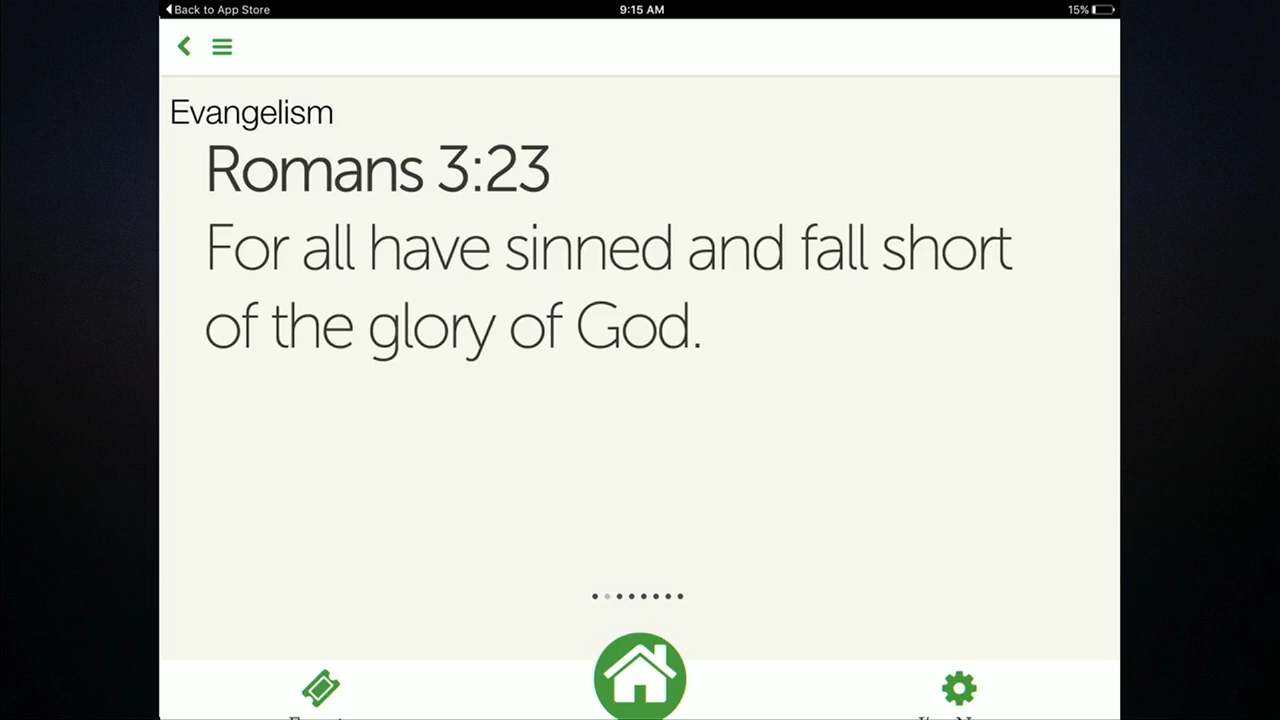 Back to App Store
9:15 AM
15%
Evangelism
Romans 3:23
For all have sinned and fall short
of the glory of God.